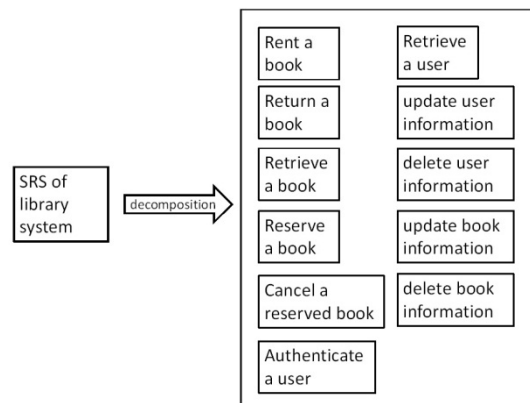 SRS of
library
system
decomposition
Rent a
book
Return a
book
Retrieve
a book
Reserve
a book
Cancel a
reserved book
Authenticate
a user
Retrieve
a user
update user
information
delete user
information
update book
information
delete book
information